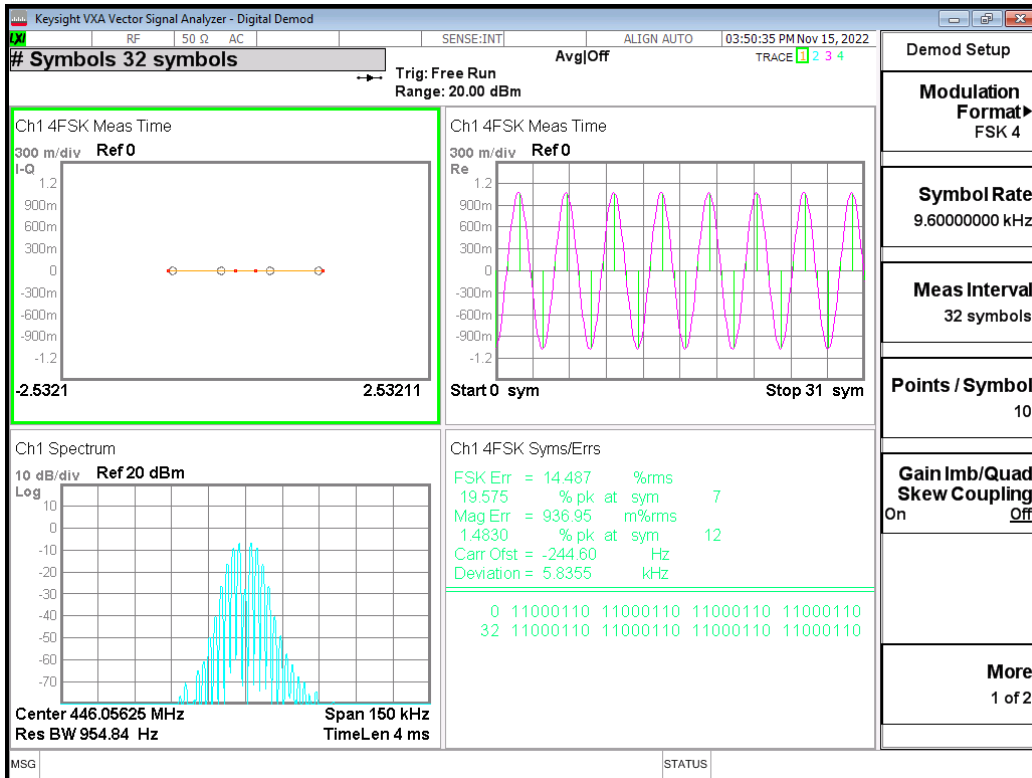 Keysight VXA Vector Signal Analyzer - Digital Demod
LXI RF 50 Ω AC SENSE:INT ALIGN AUTO 03:50:35 PM Nov 15, 2022
# Symbols 32 symbols
Avg|Off
TRACE 1 2 3 4
Trig: Free Run
Range: 20.00 dBm
Ch1 4FSK Meas Time
300 m/div Ref 0
I-Q
1.2
900m
600m
300m
0
-300m
-600m
-900m
-1.2
-2.5321 2.53211
Ch1 4FSK Meas Time
300 m/div Ref 0
Re
1.2
900m
600m
300m
0
-300m
-600m
-900m
-1.2
Start 0 sym Stop 31 sym
Ch1 Spectrum
10 dB/div Ref 20 dBm
Log
10
0
-10
-20
-30
-40
-50
-60
-70
Center 446.05625 MHz Span 150 kHz
Res BW 954.84 Hz TimeLen 4 ms
Ch1 4FSK Syms/Errs
FSK Err = 14.487 %rms
19.575 % pk at sym 7
Mag Err = 936.95 m%rms
1.4830 % pk at sym 12
Carr Ofst = -244.60 Hz
Deviation = 5.8355 kHz
0 11000110 11000110 11000110 11000110
32 11000110 11000110 11000110 11000110
Demod Setup
Modulation
Format
FSK 4
Symbol Rate
9.60000000 kHz
Meas Interval
32 symbols
Points / Symbol
10
Gain Imb/Quad
Skew Coupling
On Off
More
1 of 2
MSG STATUS